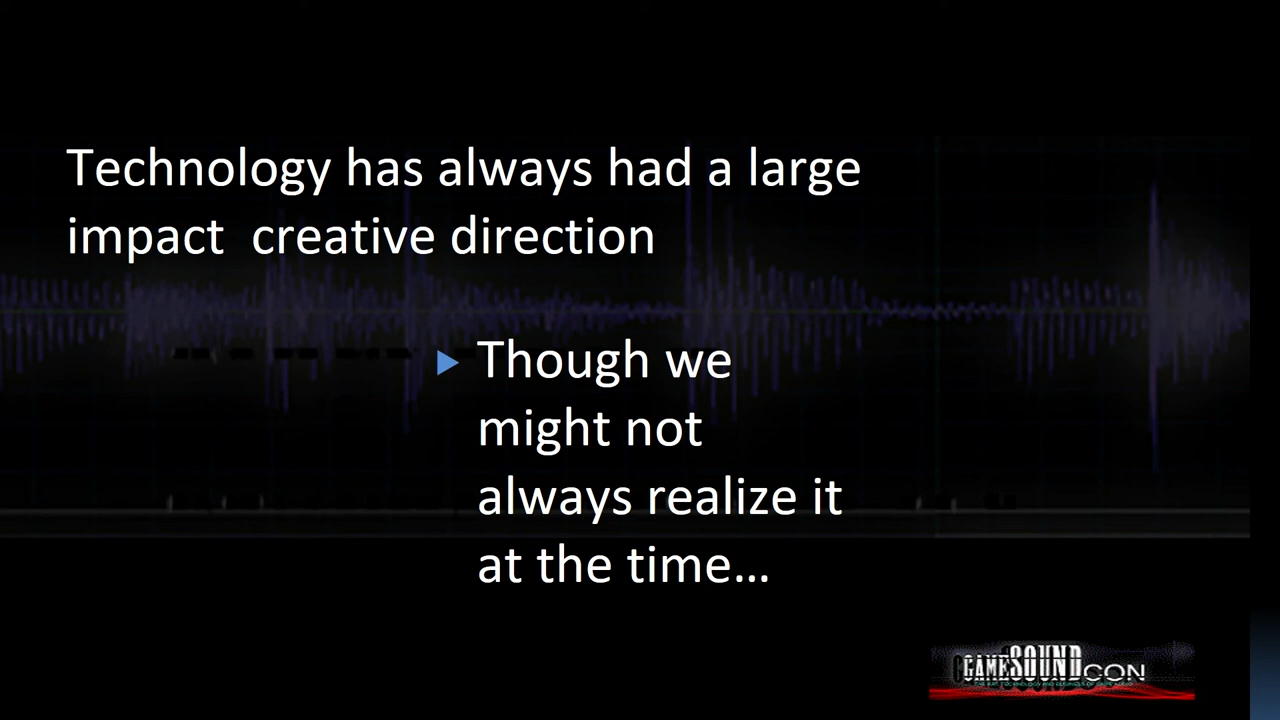 Technology has always had a large
impact  creative direction
Though we
might not
always realize it
at the time…
GAMESOUNDCON